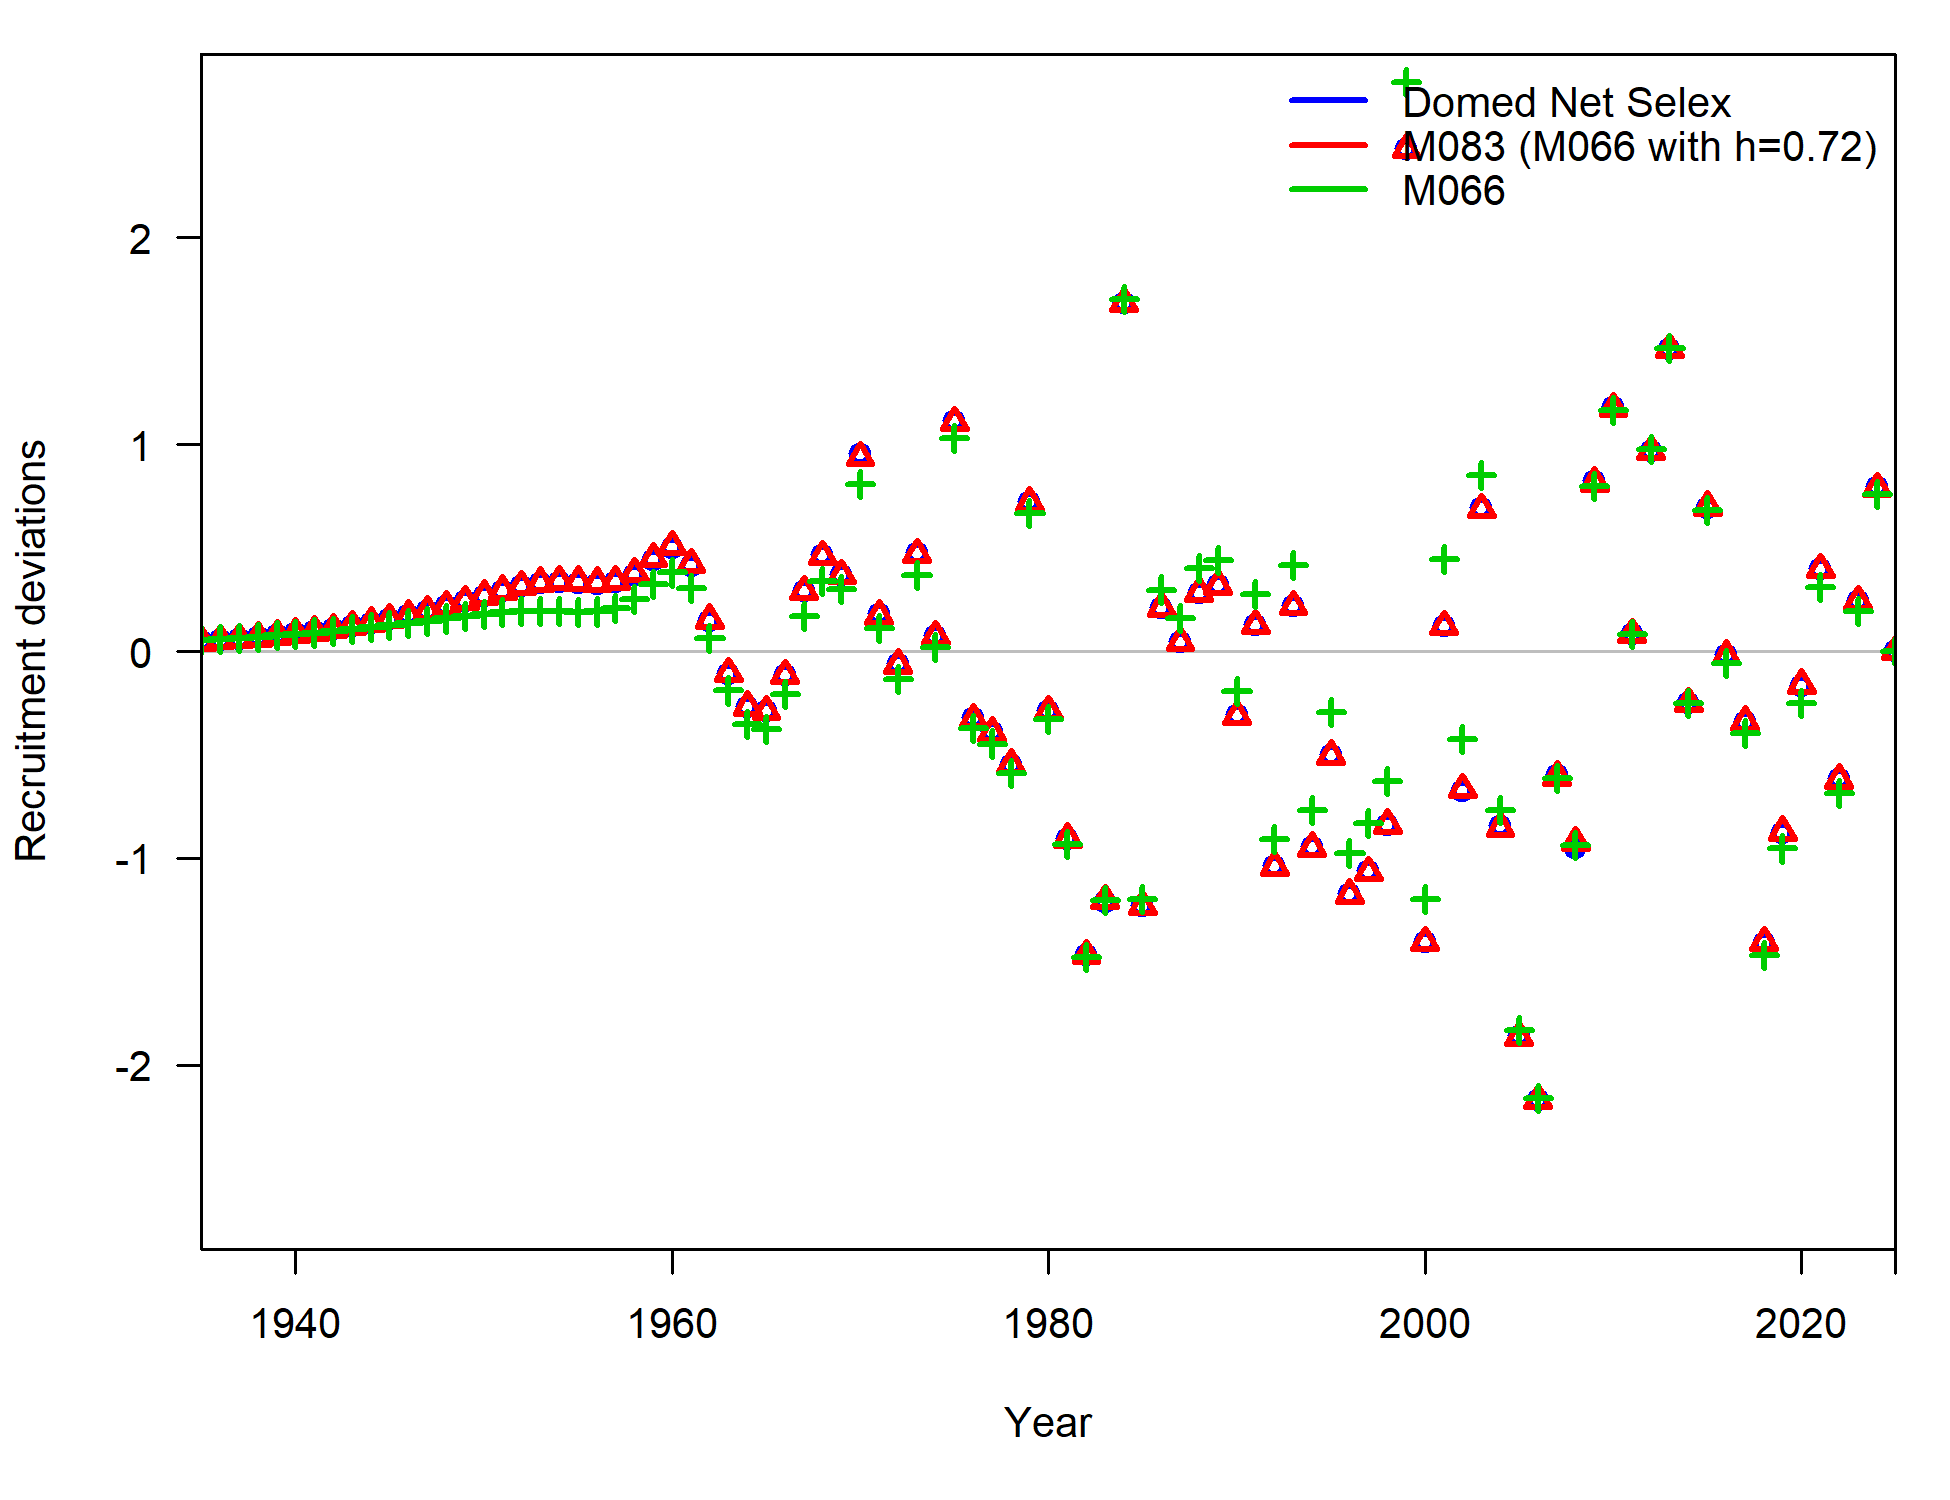 Domed Net Selex
M083 (M066 with h=0.72)
M066
2
1
0
-1
-2
Recruitment deviations
1940 1960 1980 2000 2020
Year